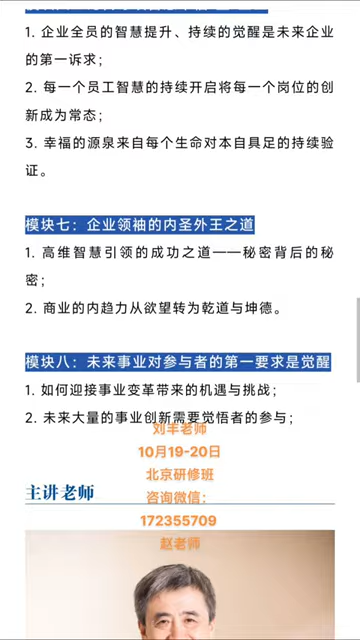 1. 企业全员的智慧提升、持续的觉醒是未来企业
的第一诉求；
2. 每一个员工智慧的持续开启将每一个岗位的创
新成为常态；
3. 幸福的源泉来自每个生命对本自具足的持续验
证。
模块七：企业领袖的内圣外王之道
1. 高维智慧引领的成功之道——秘密背后的秘
密；
2. 商业的内趋力从欲望转为乾道与坤德。
模块八：未来事业对参与者的第一要求是觉醒
1. 如何迎接事业变革带来的机遇与挑战；
2. 未来大量的事业创新需要觉悟者的参与；
刘丰老师
10月19-20日
北京研修班
主讲老师
咨询微信：
172355709
赵老师